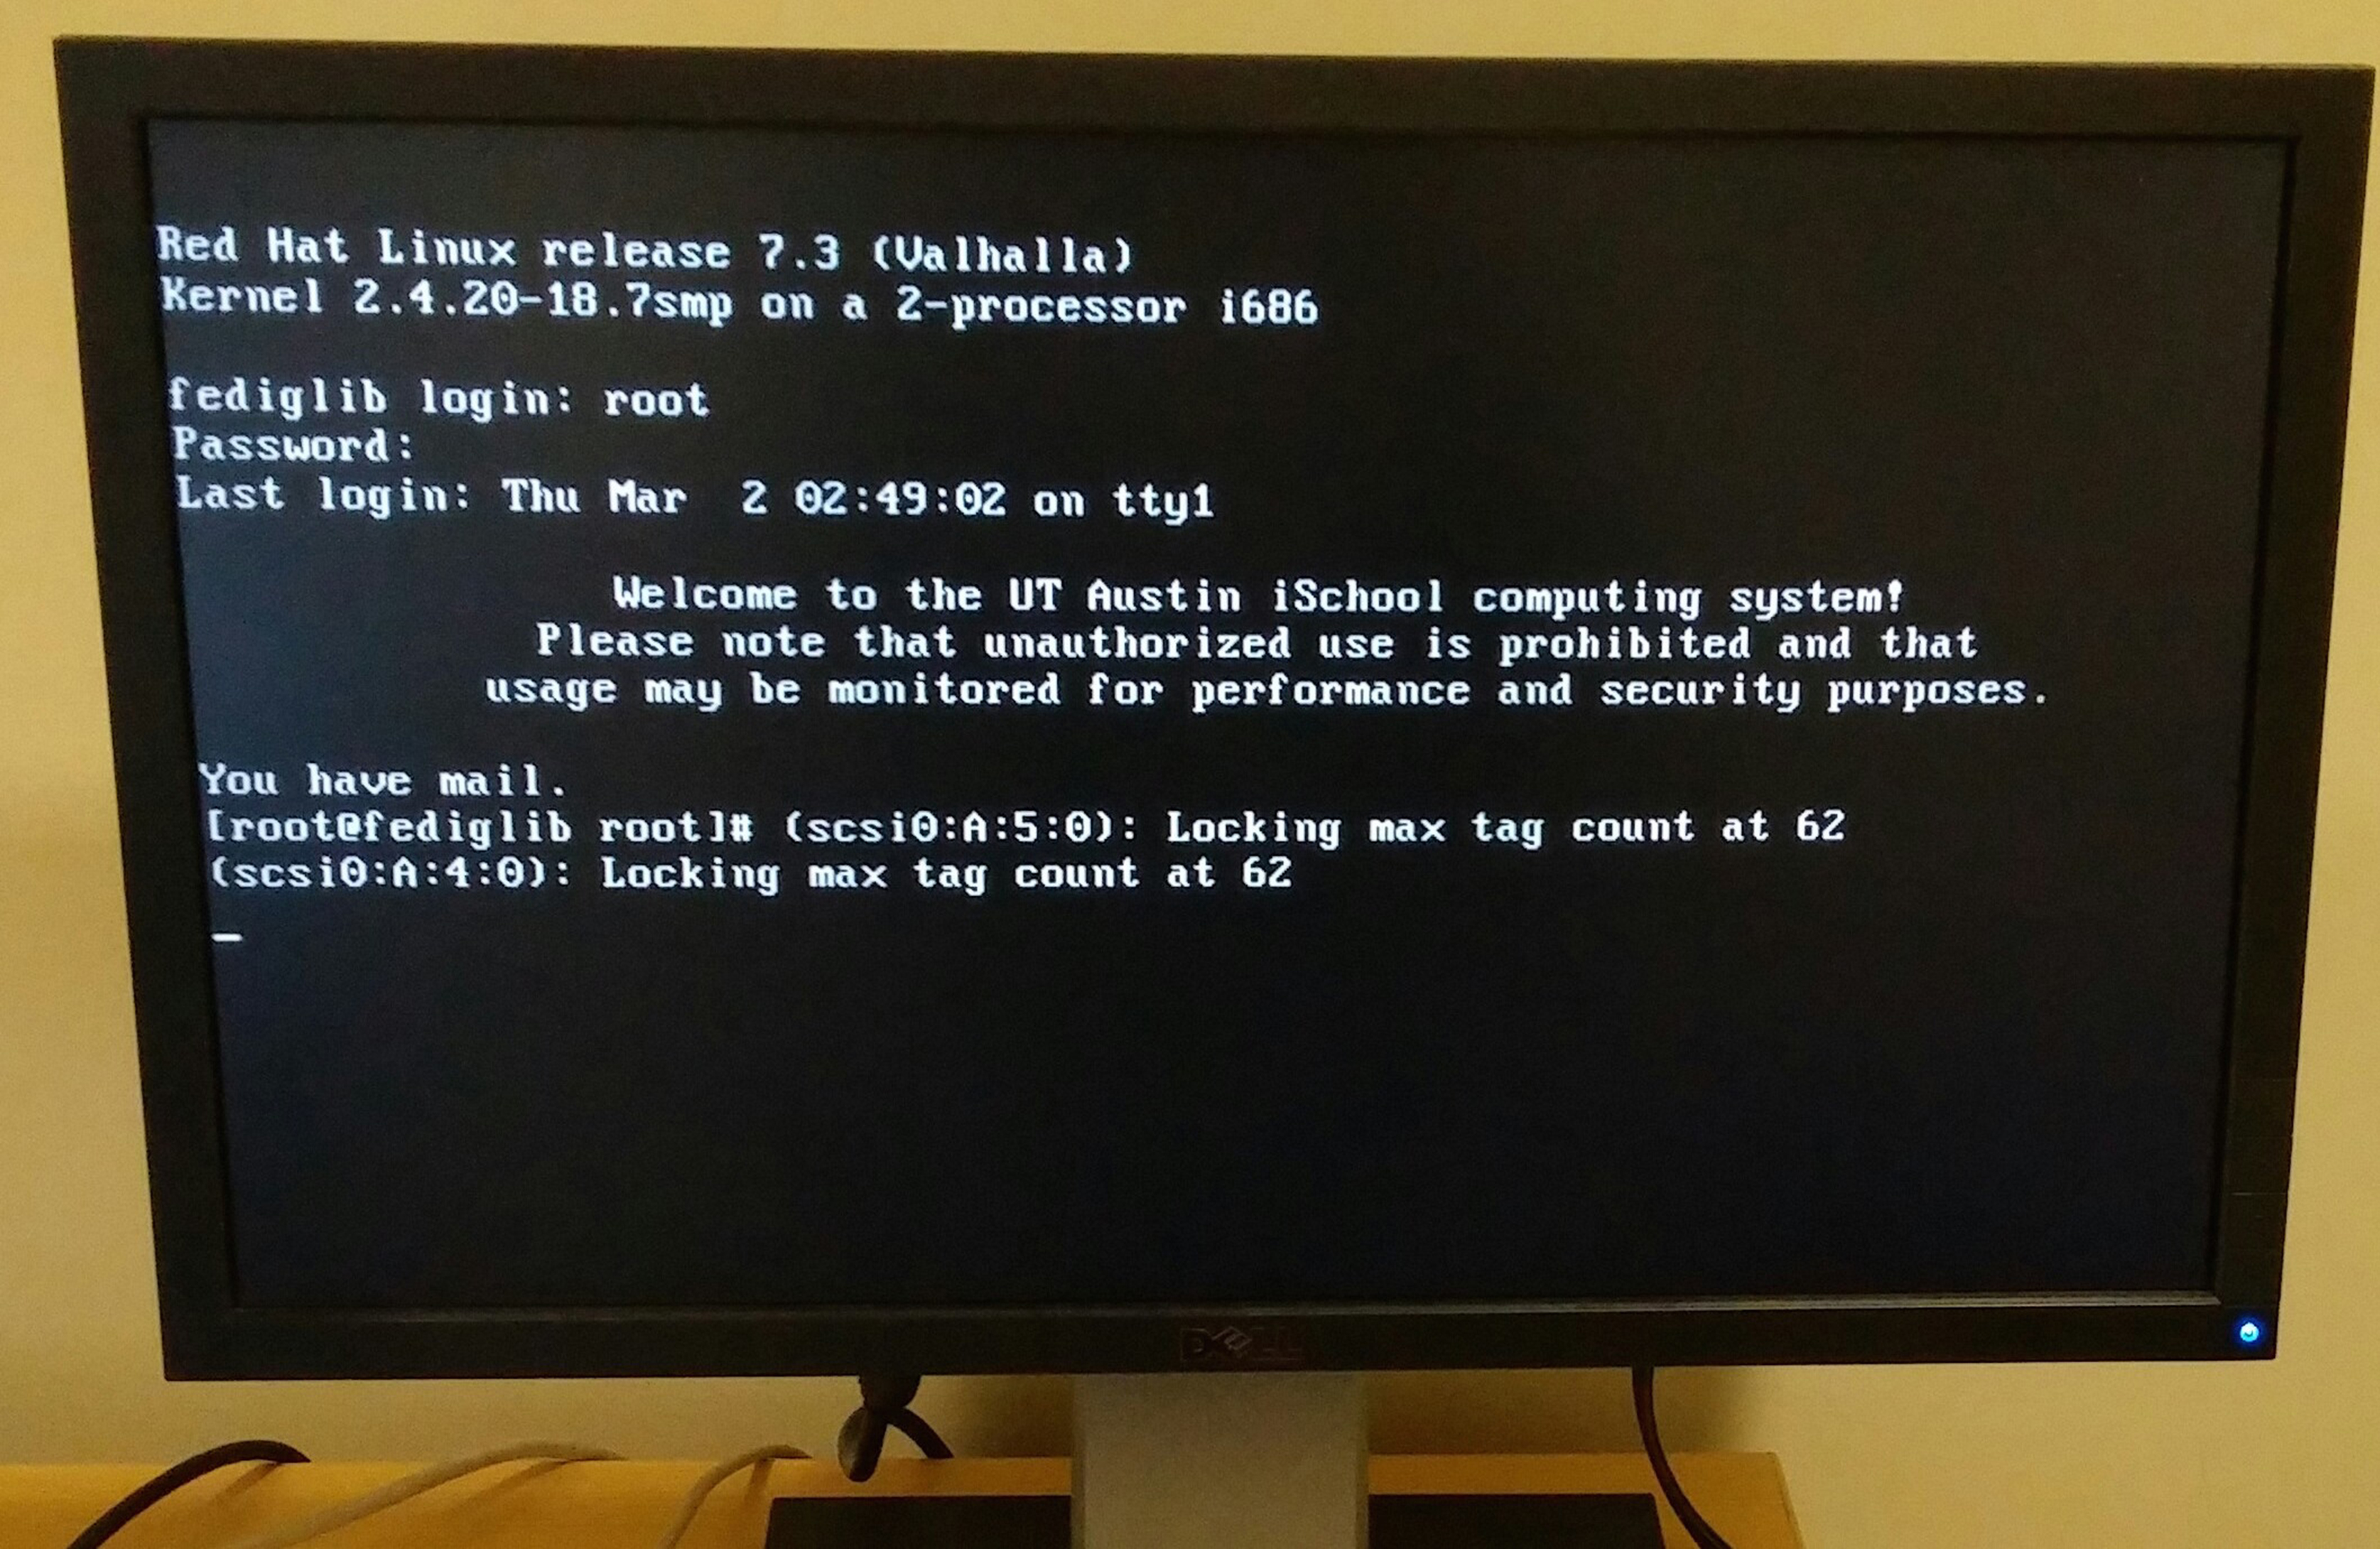 Red Hat Linux release 7.3 (Valhalla)
Kernel 2.4.20-18.7smp on a 2-processor i686
fediglib login: root
Password:
Last login: Thu Mar  2 02:49:02 on tty1
Welcome to the UT Austin iSchool computing system!
Please note that unauthorized use is prohibited and that
usage may be monitored for performance and security purposes.
You have mail.
[root@fediglib root]# (scsi0:A:5:0): Locking max tag count at 62
(scsi0:A:4:0): Locking max tag count at 62
_
DELL